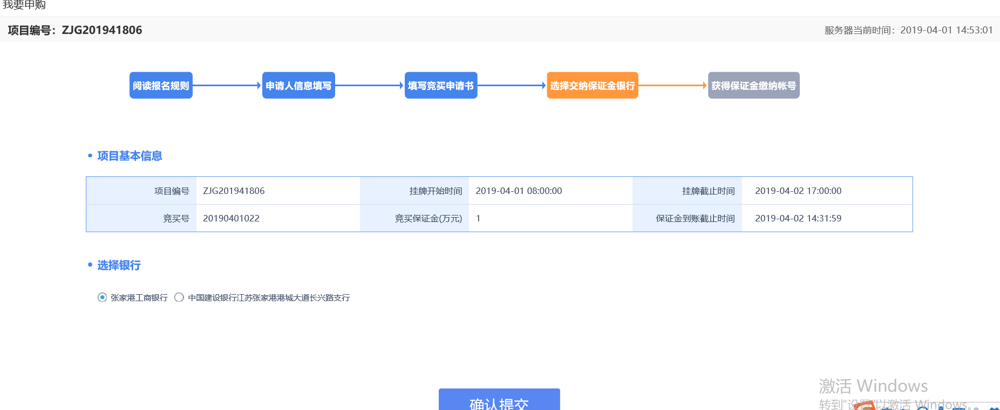 我要申购
项目编号：ZJG201941806
服务器当前时间：2019-04-01 14:53:01
阅读报名规则
申请人信息填写
填写竞买申请书
选择交纳保证金银行
获得保证金缴纳帐号
项目基本信息
项目编号 ZJG201941806 挂牌开始时间 2019-04-01 08:00:00 挂牌截止时间 2019-04-02 17:00:00
竞买号 20190401022 竞买保证金(万元) 1 保证金到账截止时间 2019-04-02 14:31:59
选择银行
张家港工商银行 中国建设银行江苏张家港港城大道长兴路支行
确认提交
激活 Windows
转到“设置”以激活 Windows。